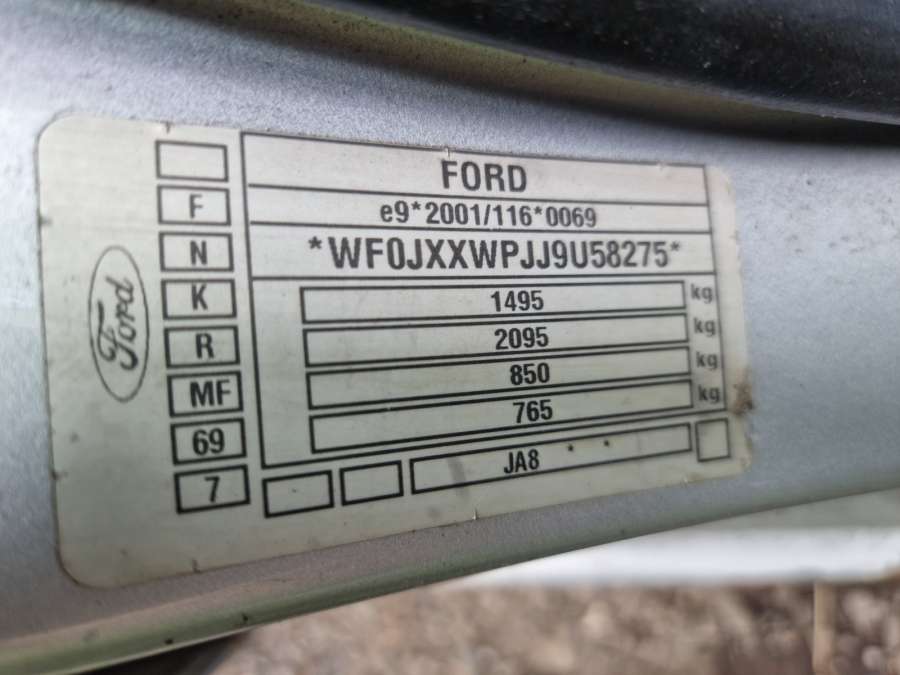 FORD
e9*2001/116*0069
*WF0JXXWPJJ9U58275*
1495 kg
2095 kg
850 kg
765 kg
JA8
F
N
K
R
MF
69
7
Ford